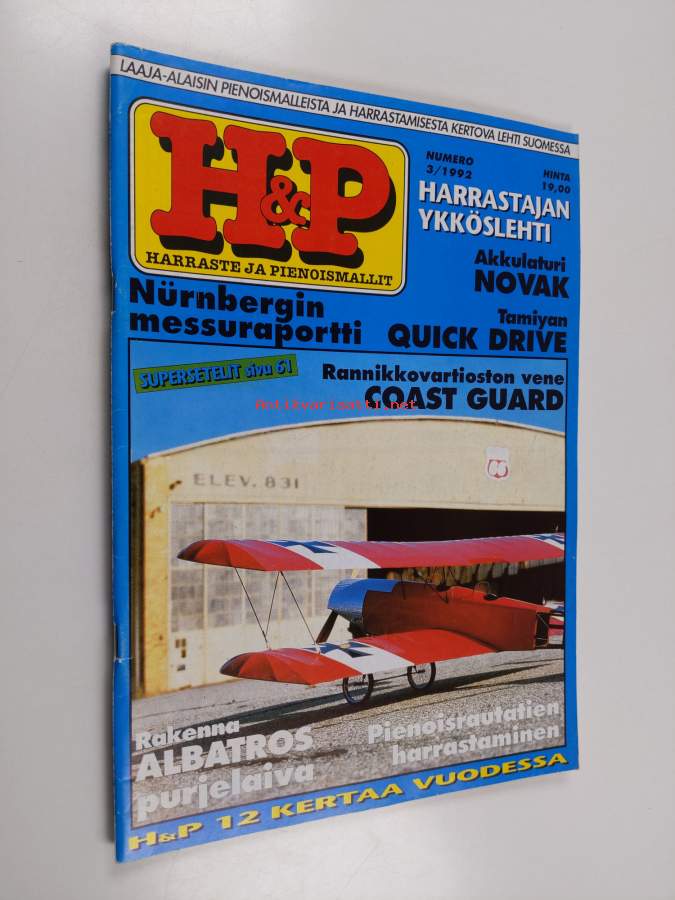 LAAJA-ALAISIN PIENOISMALLEISTA JA HARRASTAMISESTA KERTOVA LEHTI SUOMESSA
H&P
HARRASTE JA PIENOISMALLIT
NUMERO
3/1992
HINTA
19,00
HARRASTAJAN
YKKÖSLEHTI
Akkulaturi
NOVAK
Nürnbergin
messuraportti
Tamiyan
QUICK DRIVE
SUPERSETELIT sivu 61
Rannikkovartioston vene
COAST GUARD
Antikvariaatti.net
ELEV. 831
66
Rakenna
ALBATROS
purjelaiva
Pienoisrautatien
harrastaminen
H&P 12 KERTAA VUODESSA